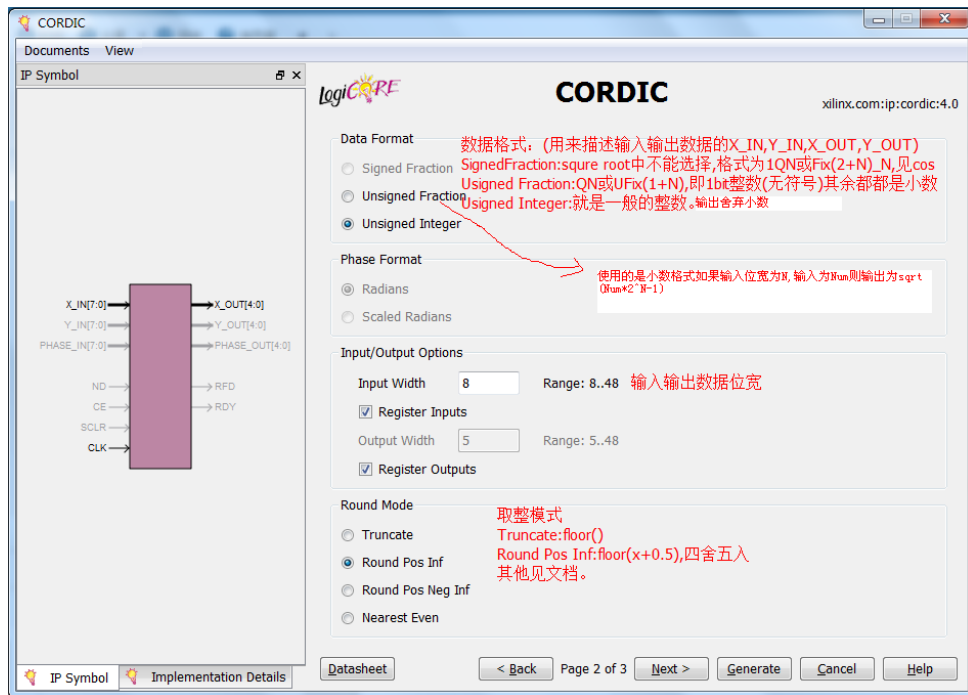 CORDIC
Documents View
IP Symbol
LogiCORE
CORDIC
xilinx.com:ip:cordic:4.0
X_IN[7:0]
Y_IN[7:0]
PHASE_IN[7:0]
ND
CE
SCLR
CLK
X_OUT[4:0]
Y_OUT[4:0]
PHASE_OUT[4:0]
RFD
RDY
Data Format
数据格式：(用来描述输入输出数据的X_IN,Y_IN,X_OUT,Y_OUT)
Signed Fraction
SignedFraction:squre root中不能选择,格式为1QN或Fix(2+N)_N,见cos
Unsigned Fraction
Usigned Fraction:QN或UFix(1+N),即1bit整数(无符号)其余都都是小数
Usigned Integer:就是一般的整数。输出舍弃小数
Unsigned Integer
Phase Format
使用的是小数格式如果输入位宽为N,输入为Num则输出为sqrt
(Num*2^N-1)
Radians
Scaled Radians
Input/Output Options
Input Width 8 Range: 8..48 输入输出数据位宽
Register Inputs
Output Width 5 Range: 5..48
Register Outputs
Round Mode
取整模式
Truncate
Truncate:floor()
Round Pos Inf
Round Pos Inf:floor(x+0.5),四舍五入
其他见文档。
Round Pos Neg Inf
Nearest Even
IP Symbol Implementation Details
Datasheet < Back Page 2 of 3 Next > Generate Cancel Help